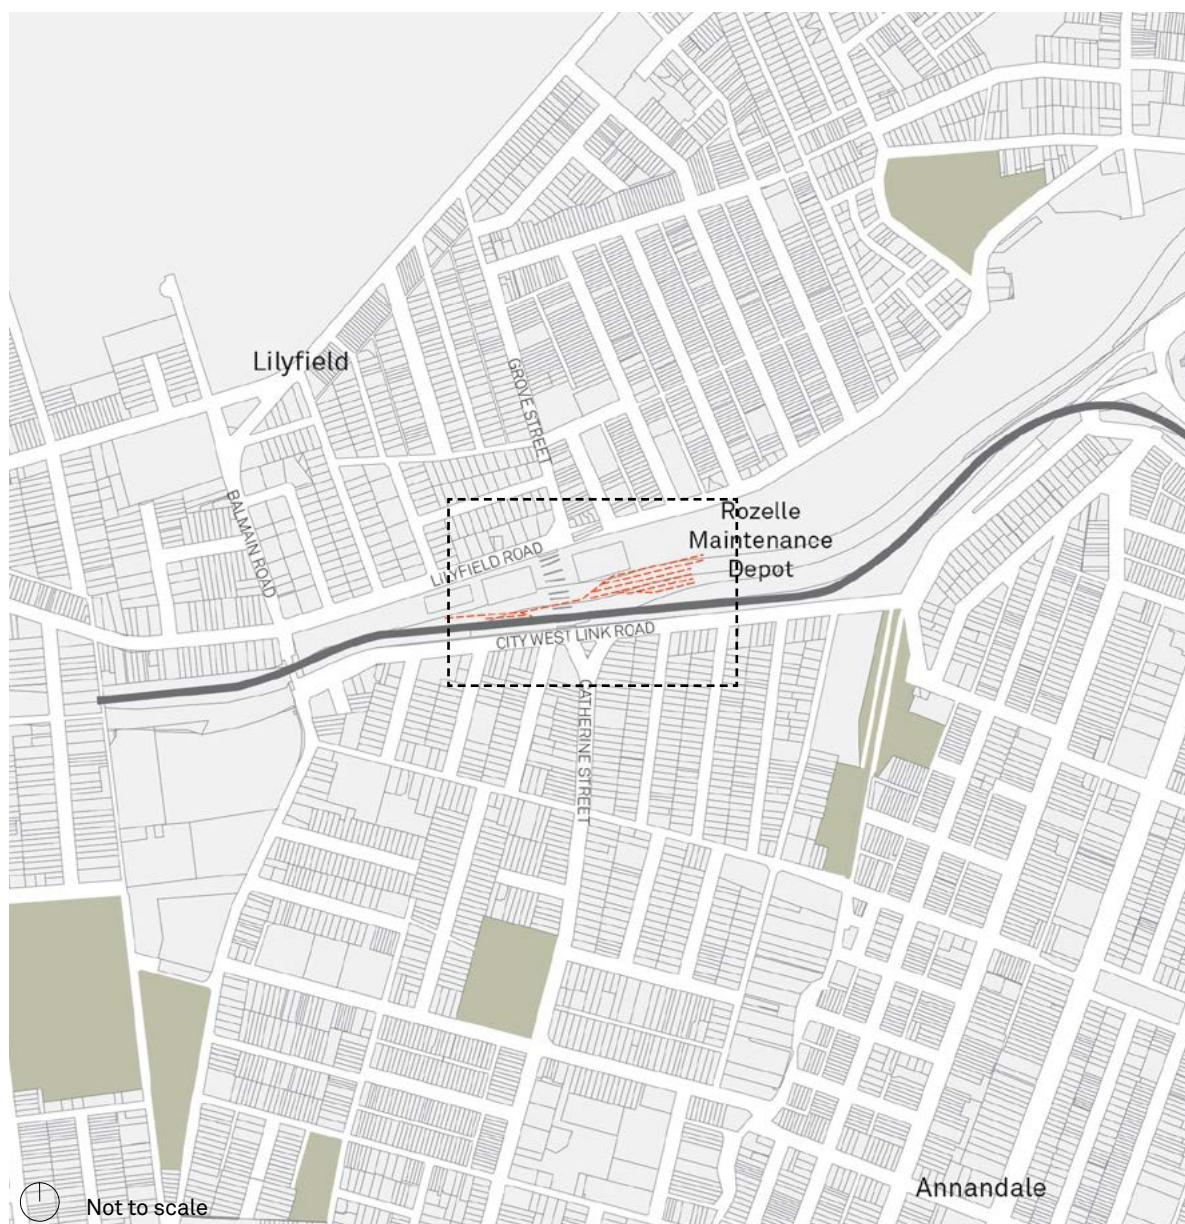 Lilyfield
GROVE STREET
BALMAIN ROAD
LILYFIELD ROAD
Rozelle
Maintenance
Depot
CITY WEST LINK ROAD
CATHERINE STREET
Annandale
Not to scale